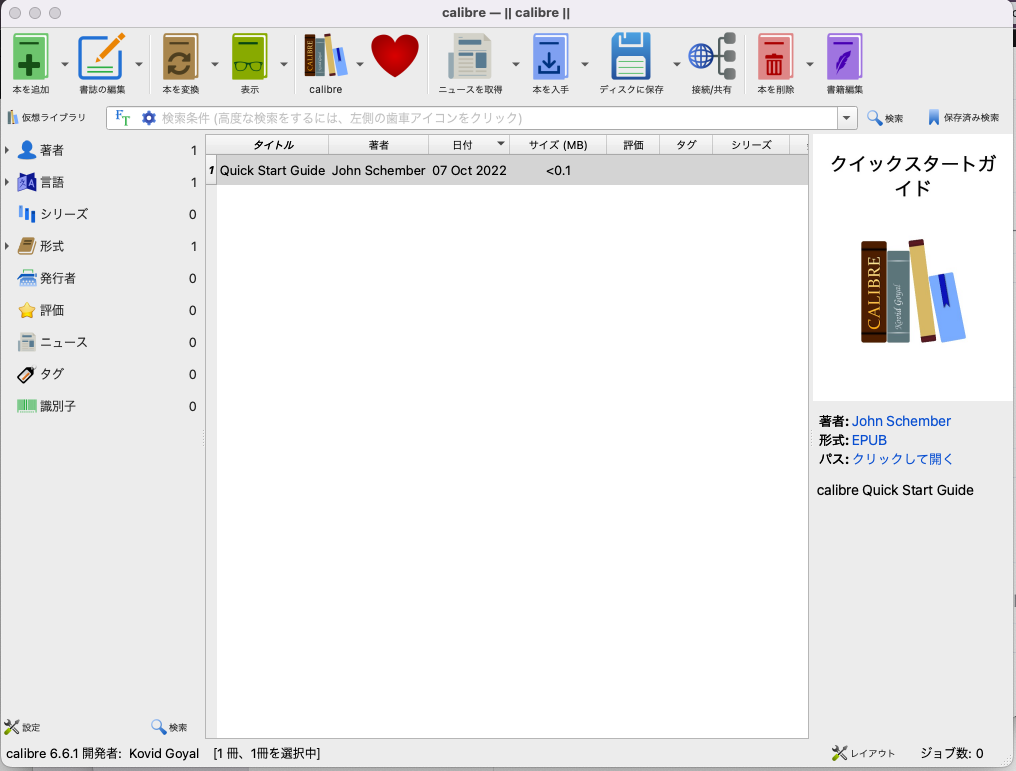 calibre — || calibre ||
本を追加
書誌の編集
本を変換
表示
calibre
ニュースを取得
本を入手
ディスクに保存
接続/共有
本を削除
書籍編集
仮想ライブラリ
FT
検索条件 (高度な検索をするには、左側の歯車アイコンをクリック)
検索
保存済み検索
著者 1
言語 1
シリーズ 0
形式 1
発行者 0
評価 0
ニュース 0
タグ 0
識別子 0
タイトル 著者 日付 サイズ (MB) 評価 タグ シリーズ
1 Quick Start Guide John Schember 07 Oct 2022 <0.1
クイックスタートガ
イド
CALIBRE
Kovid Goyal
著者: John Schember
形式: EPUB
パス: クリックして開く
calibre Quick Start Guide
設定
検索
calibre 6.6.1 開発者: Kovid Goyal [1 冊、1冊を選択中]
レイアウト
ジョブ数: 0